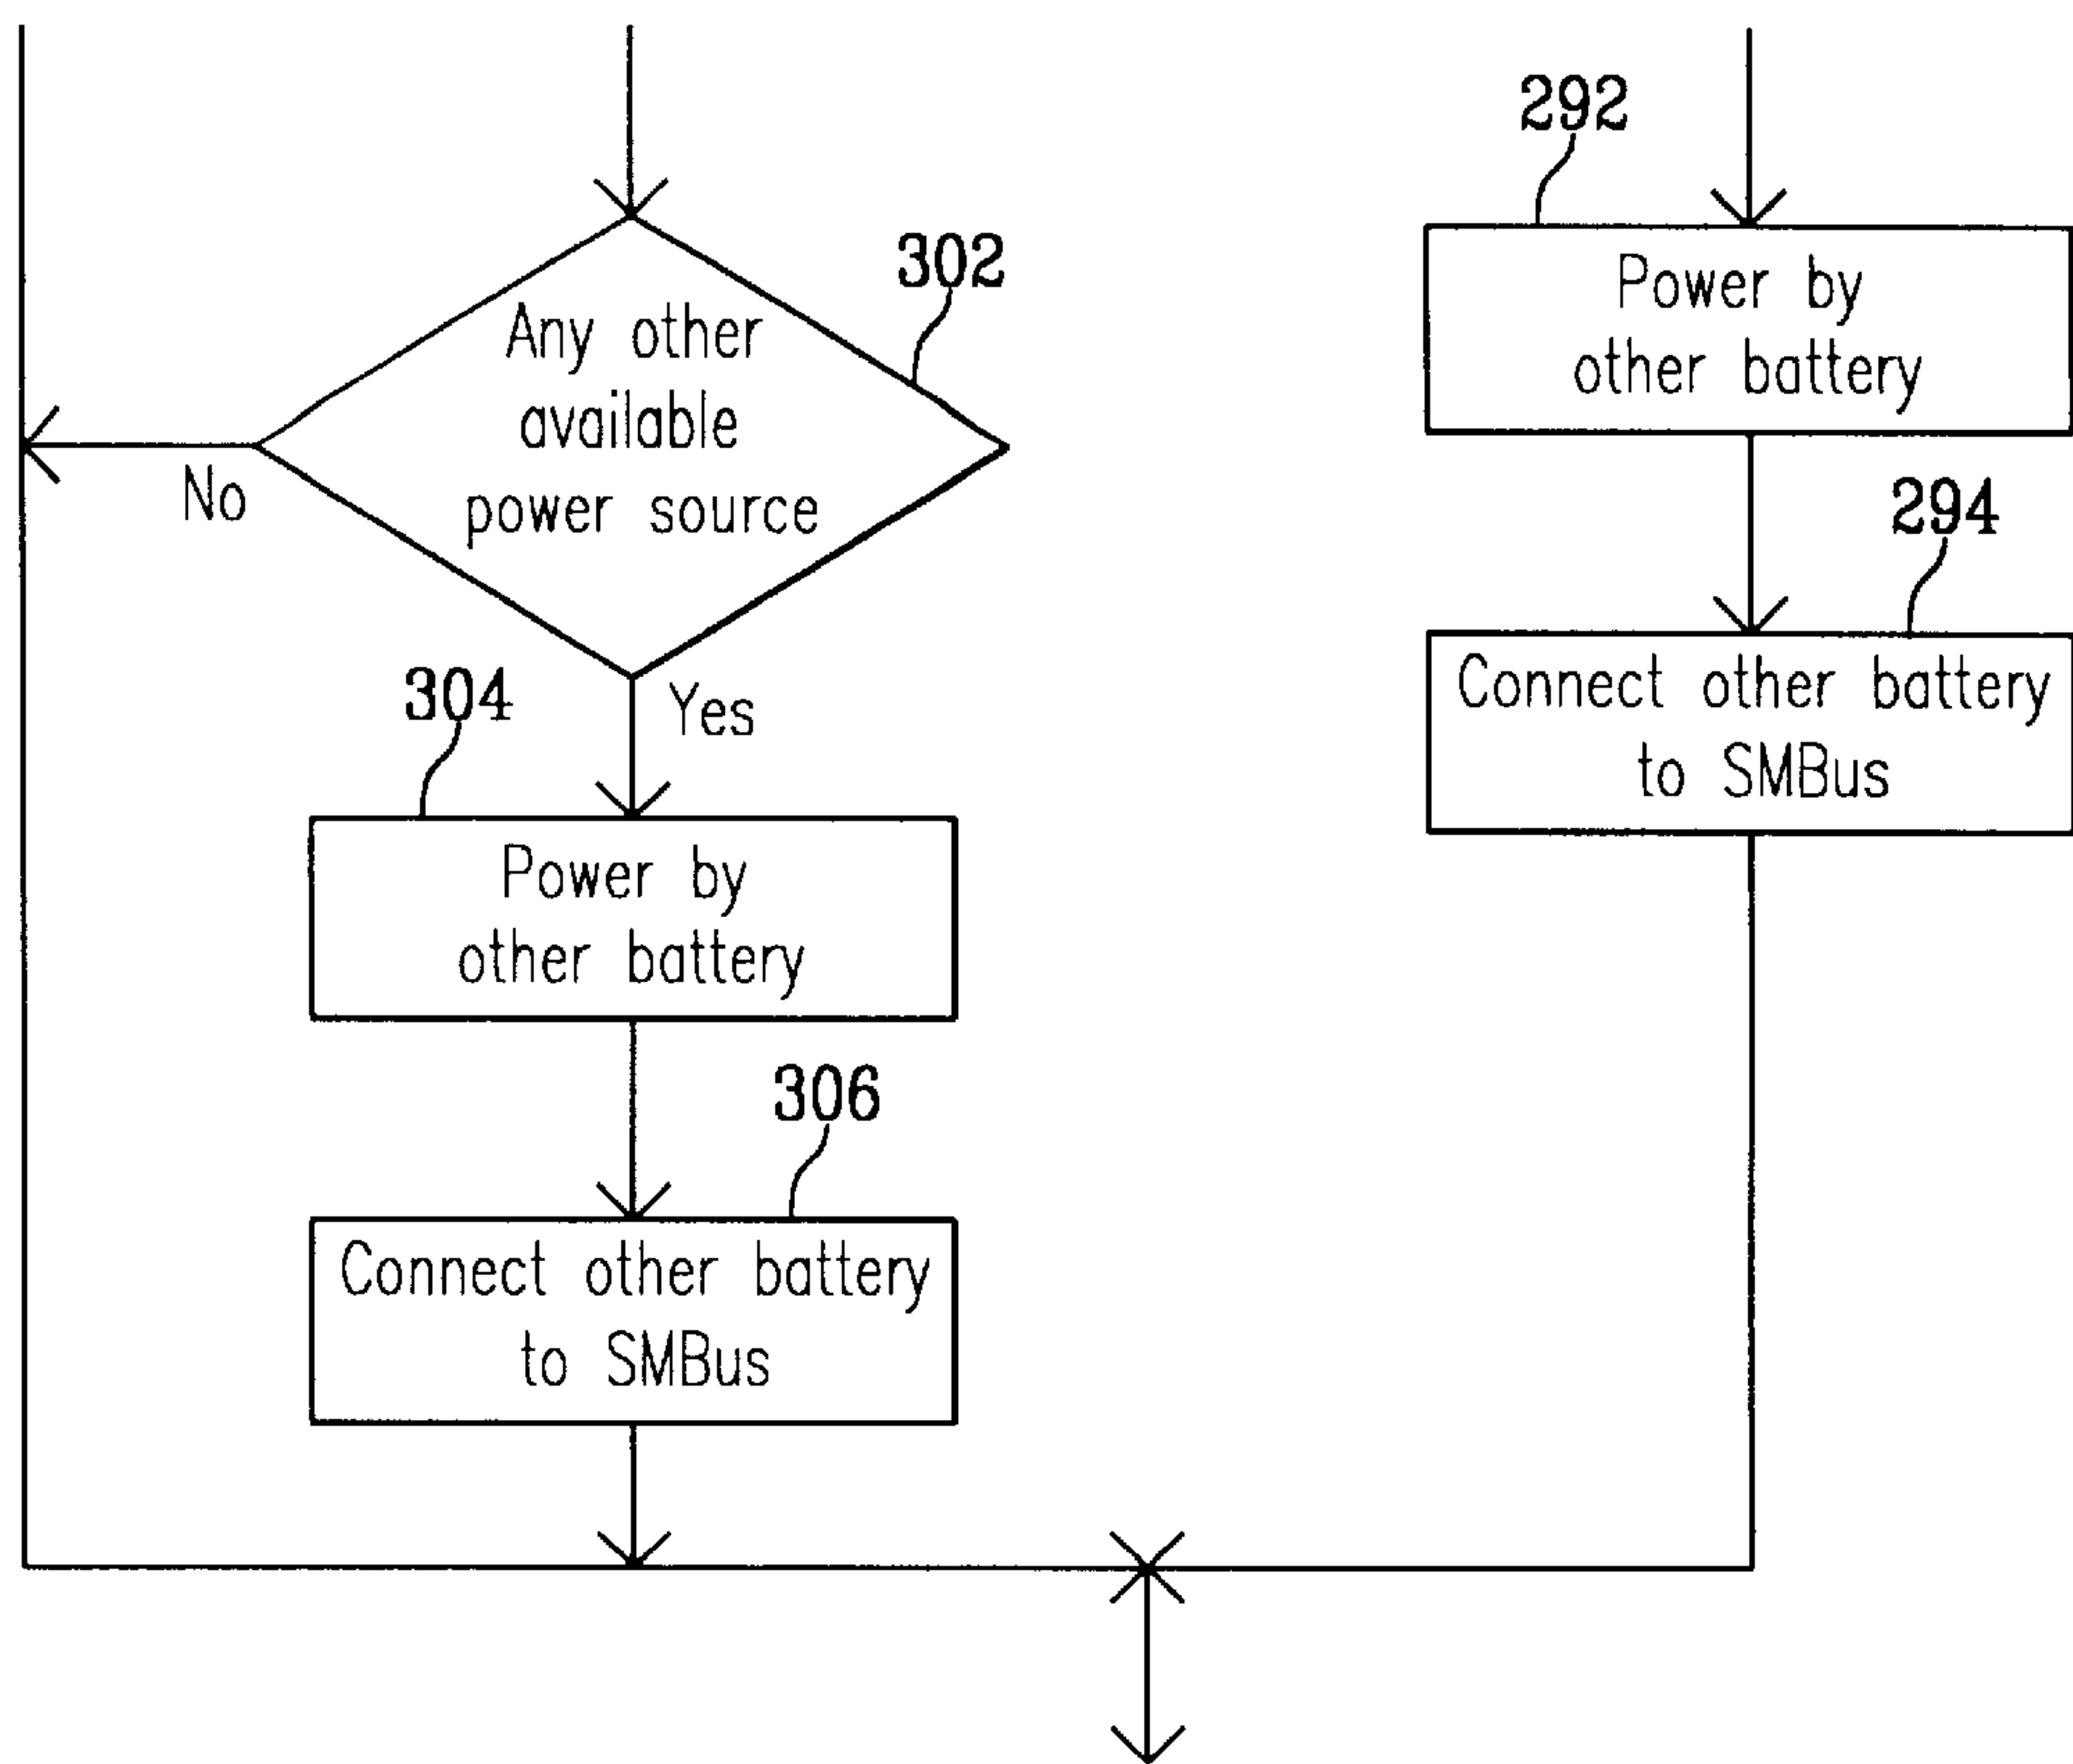 302
Any other
available
power source
No
Yes
304
Power by
other battery
306
Connect other battery
to SMBus
292
Power by
other battery
294
Connect other battery
to SMBus